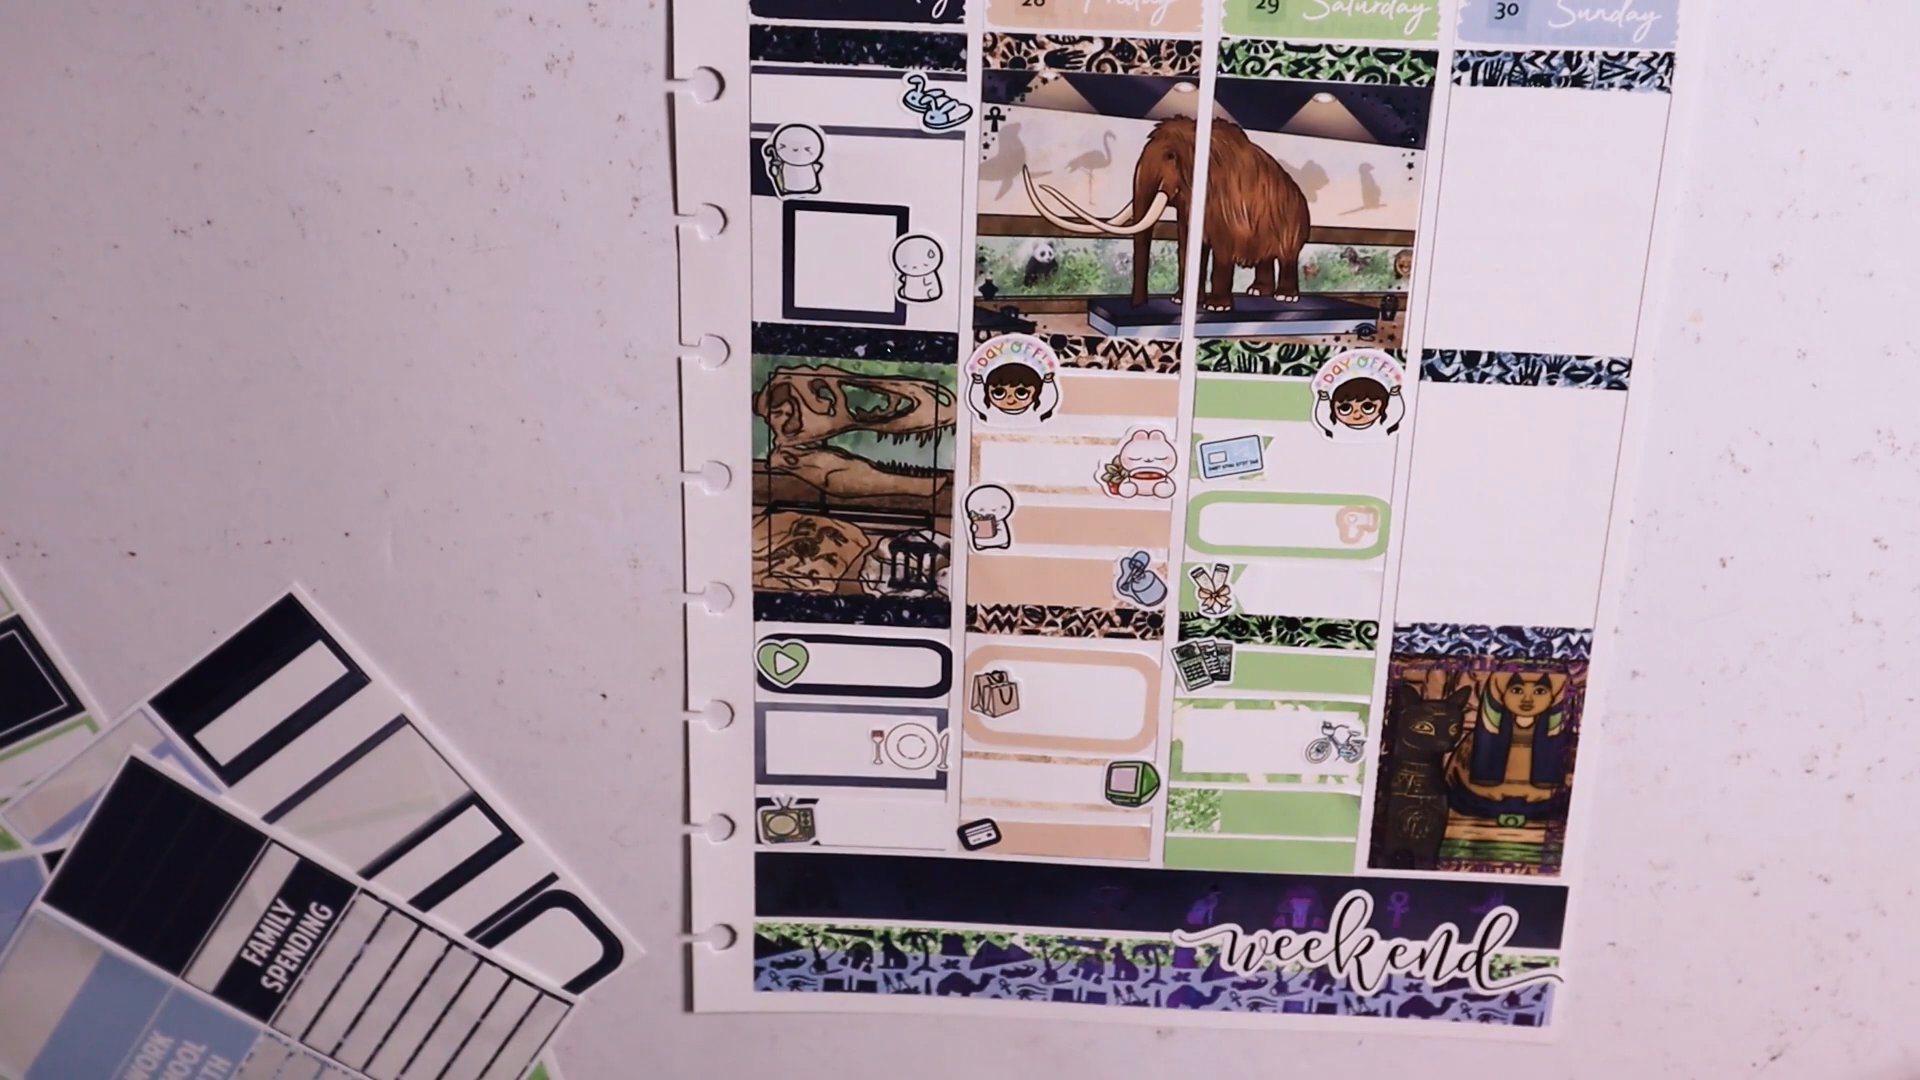 28 Friday
29 Saturday
30 Sunday
DAY OFF!
DAY OFF!
weekend
FAMILY
SPENDING